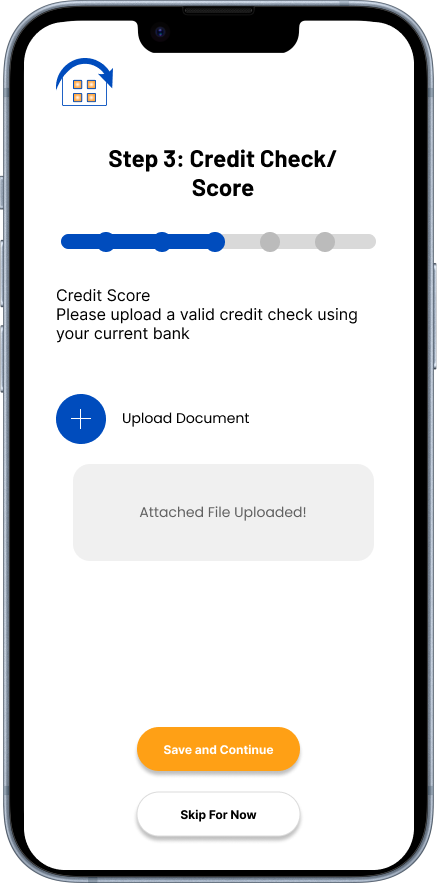 Step 3: Credit Check/
Score
Credit Score
Please upload a valid credit check using
your current bank
Upload Document
Attached File Uploaded!
Save and Continue
Skip For Now